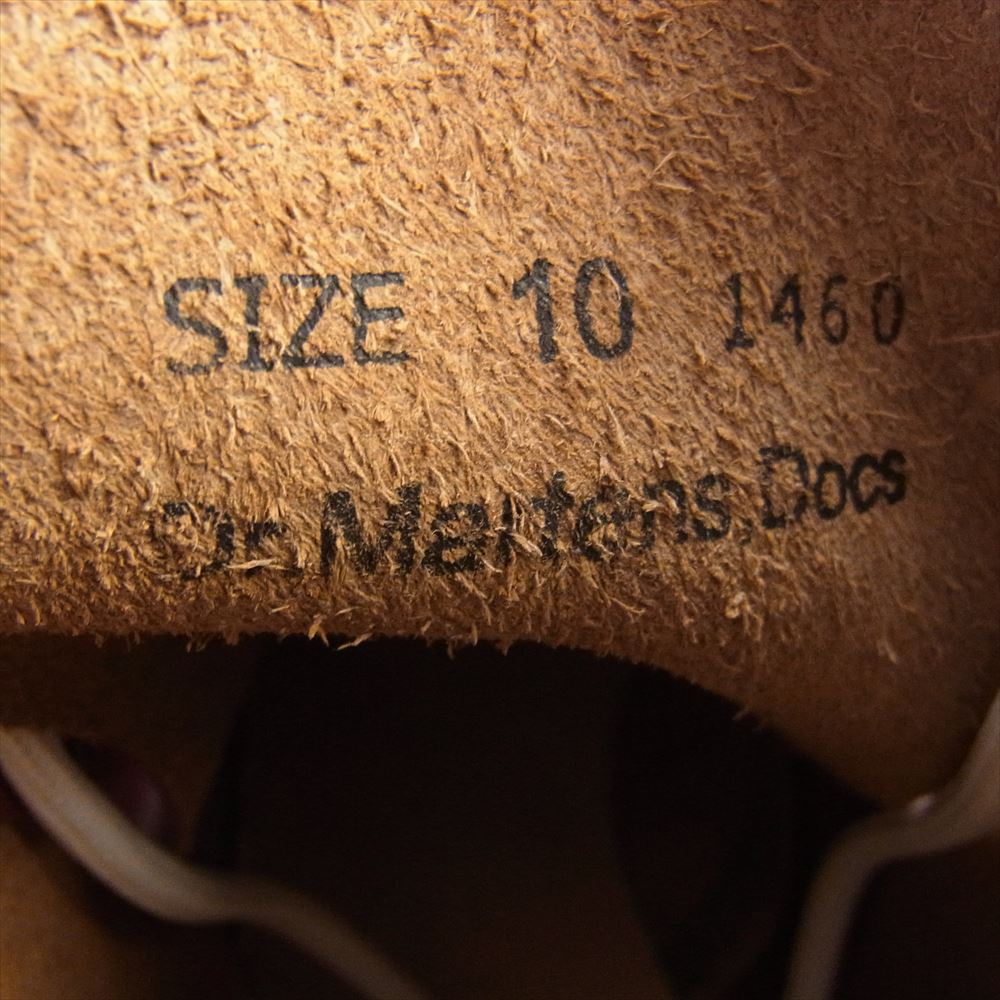 SIZE 10 1460
Dr. Martens, Docs